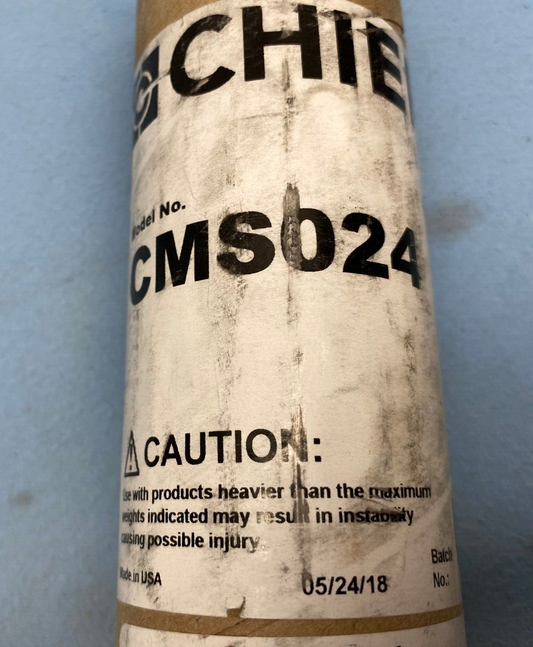 CHIE
Model No.
CMS024
CAUTION:
Use with products heavier than the maximum
weights indicated may result in instability
causing possible injury
Made in USA
05/24/18
Batch
No.: